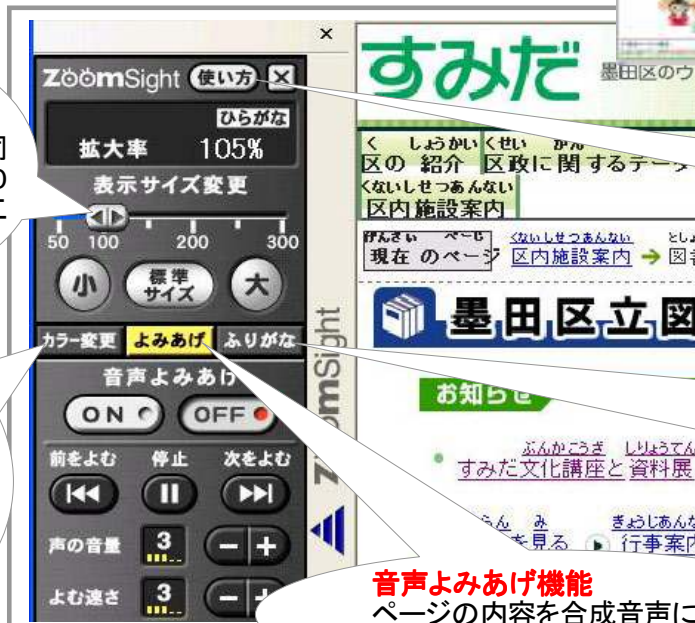 ZoomSight 使い方 ×
ひらがな
拡大率 105%
表示サイズ変更
50 100 200 300
小 標準サイズ 大
カラー変更 よみあげ ふりがな
音声よみあげ
ON OFF
前をよむ 停止 次をよむ
声の音量 3 - +
よむ速さ 3 - +
ZoomSight
×
すみだ
墨田区のウ
く しょうかい くせい かん
区の 紹介 区政に関するデータ
くないしせつあんない
区内施設案内
げんざい ページ くないしせつあんない
現在 のページ 区内施設案内 → 図
墨田区立図
お知らせ
ぶんかこうざ しりょうてん
すみだ文化講座と資料展
み ぎょうじあんな
を見る 行事案内
音声よみあげ機能
ページの内容を合成音声に